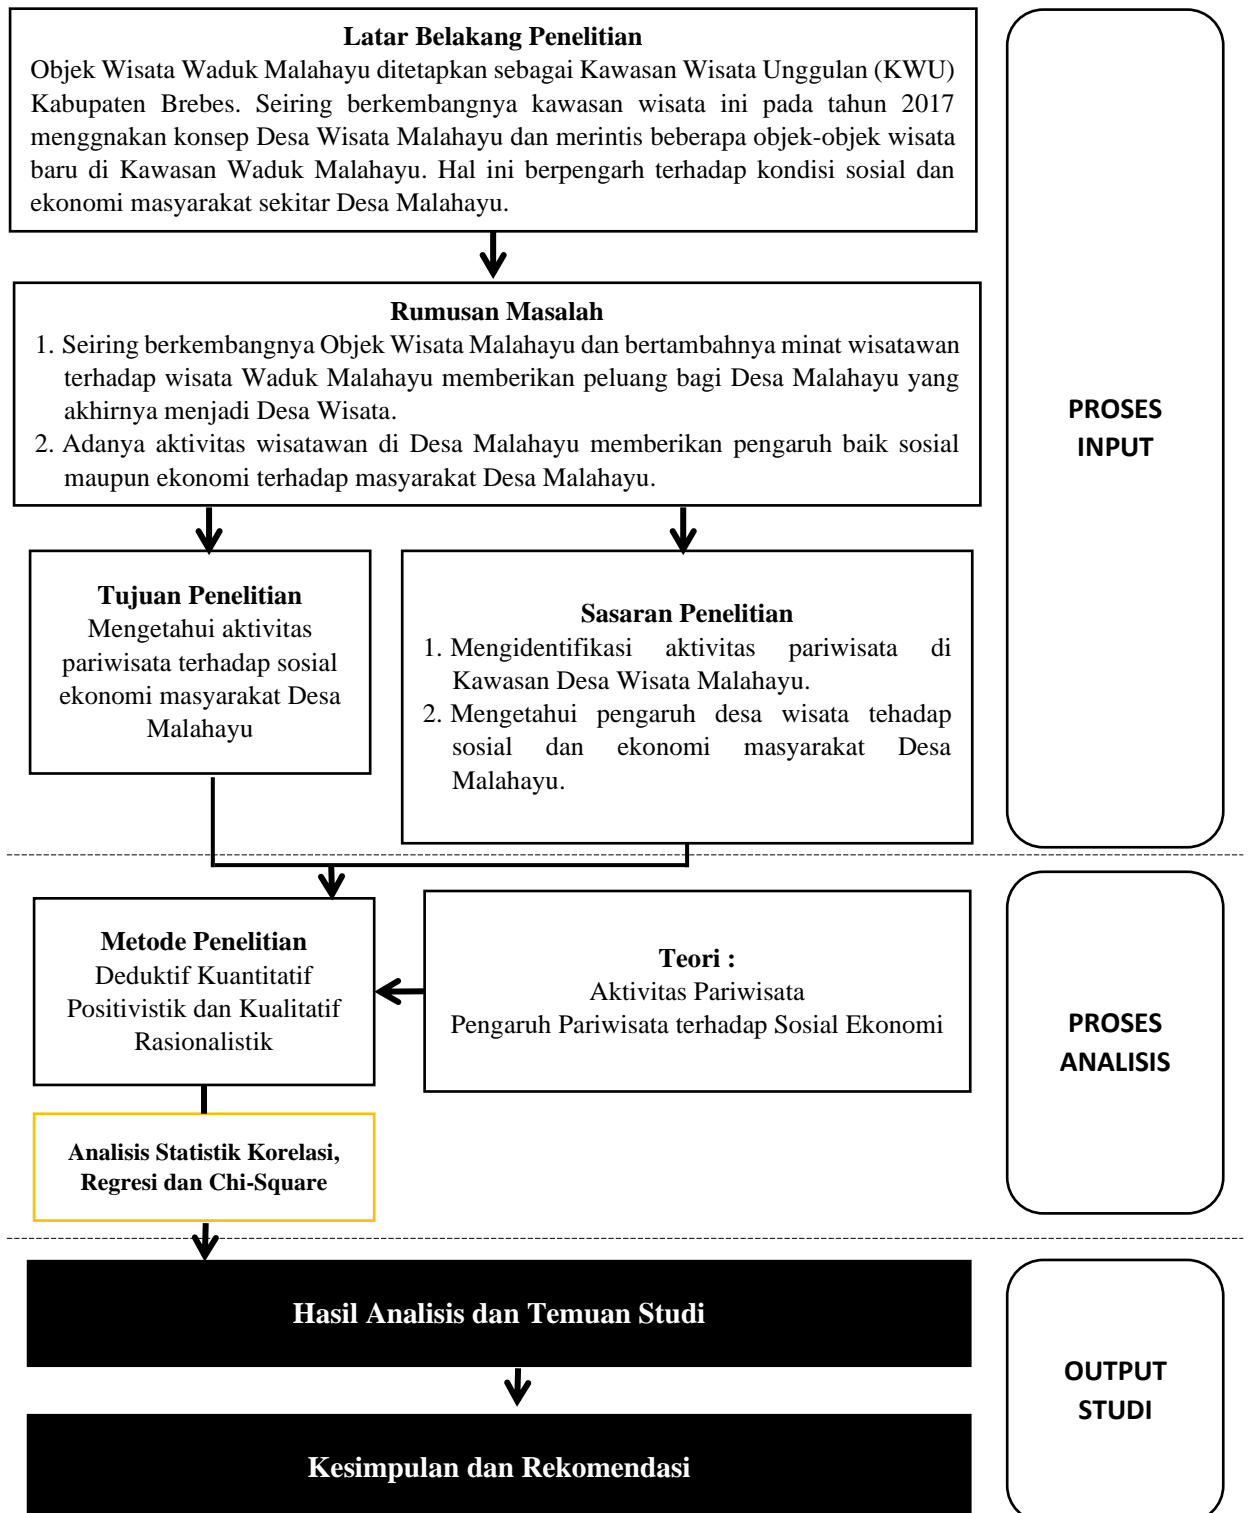 Latar Belakang Penelitian
Objek Wisata Waduk Malahayu ditetapkan sebagai Kawasan Wisata Unggulan (KWU)
Kabupaten Brebes. Seiring berkembangnya kawasan wisata ini pada tahun 2017
menggnakan konsep Desa Wisata Malahayu dan merintis beberapa objek-objek wisata
baru di Kawasan Waduk Malahayu. Hal ini berpengarh terhadap kondisi sosial dan
ekonomi masyarakat sekitar Desa Malahayu.
Rumusan Masalah
1. Seiring berkembangnya Objek Wisata Malahayu dan bertambahnya minat wisatawan
terhadap wisata Waduk Malahayu memberikan peluang bagi Desa Malahayu yang
akhirnya menjadi Desa Wisata.
2. Adanya aktivitas wisatawan di Desa Malahayu memberikan pengaruh baik sosial
maupun ekonomi terhadap masyarakat Desa Malahayu.
PROSES
INPUT
Tujuan Penelitian
Mengetahui aktivitas
pariwisata terhadap sosial
ekonomi masyarakat Desa
Malahayu
Sasaran Penelitian
1. Mengidentifikasi aktivitas pariwisata di
Kawasan Desa Wisata Malahayu.
2. Mengetahui pengaruh desa wisata tehadap
sosial dan ekonomi masyarakat Desa
Malahayu.
Metode Penelitian
Deduktif Kuantitatif
Positivistik dan Kualitatif
Rasionalistik
Teori :
Aktivitas Pariwisata
Pengaruh Pariwisata terhadap Sosial Ekonomi
PROSES
ANALISIS
Analisis Statistik Korelasi,
Regresi dan Chi-Square
Hasil Analisis dan Temuan Studi
Kesimpulan dan Rekomendasi
OUTPUT
STUDI